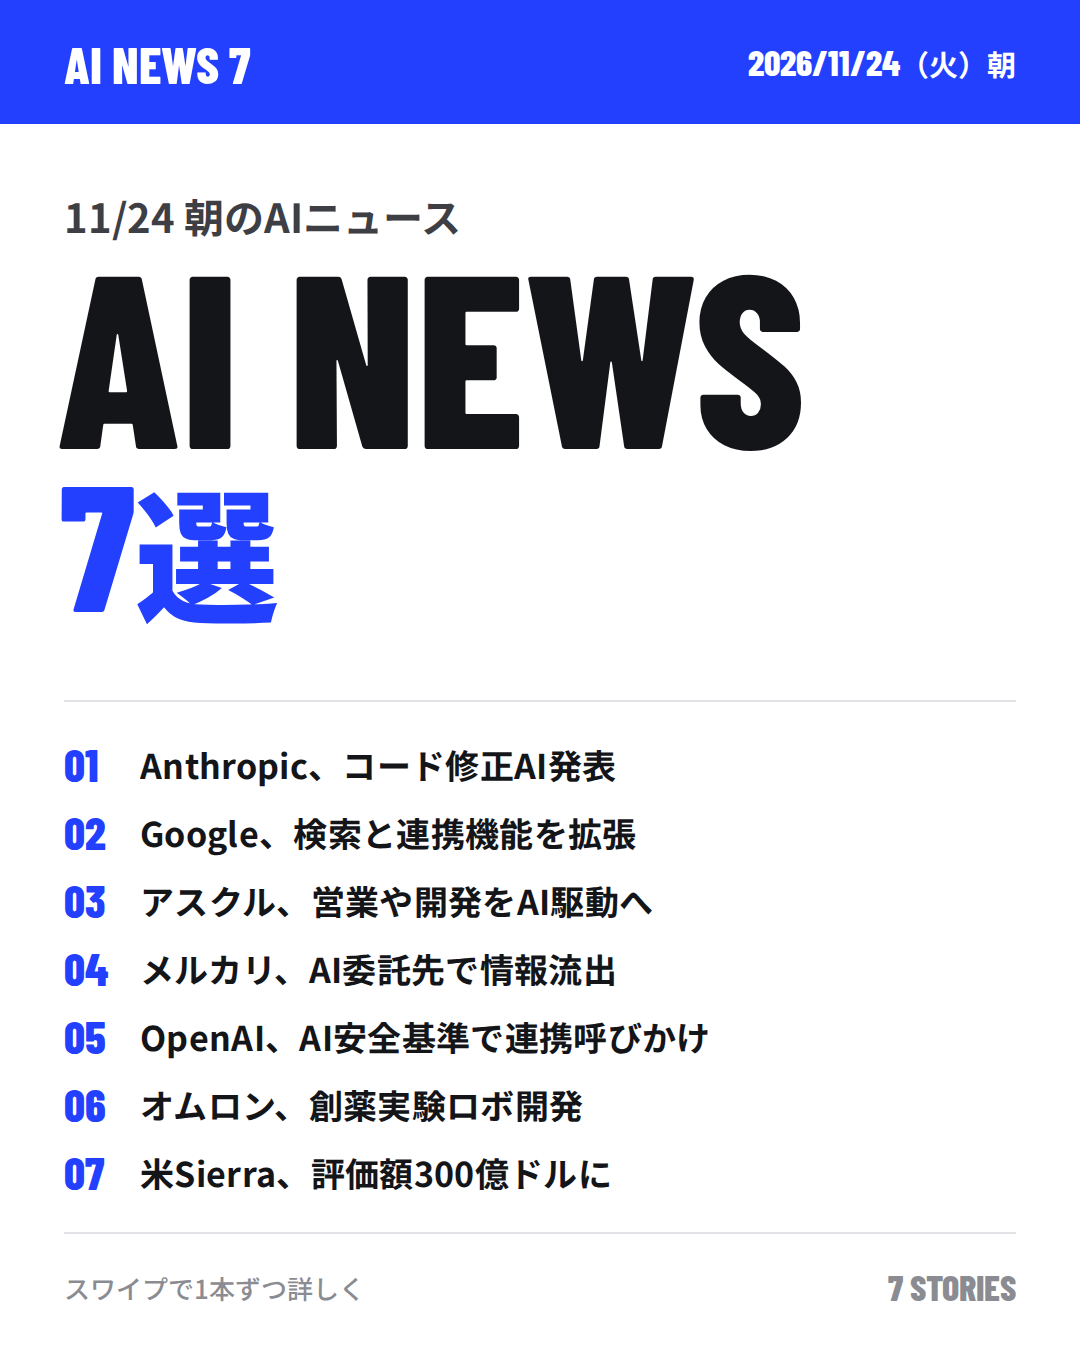 AI NEWS 7
2026/11/24（火）朝
11/24 朝のAIニュース
AI NEWS
7選
01 Anthropic、コード修正AI発表
02 Google、検索と連携機能を拡張
03 アスクル、営業や開発をAI駆動へ
04 メルカリ、AI委託先で情報流出
05 OpenAI、AI安全基準で連携呼びかけ
06 オムロン、創薬実験ロボ開発
07 米Sierra、評価額300億ドルに
スワイプで1本ずつ詳しく
7 STORIES